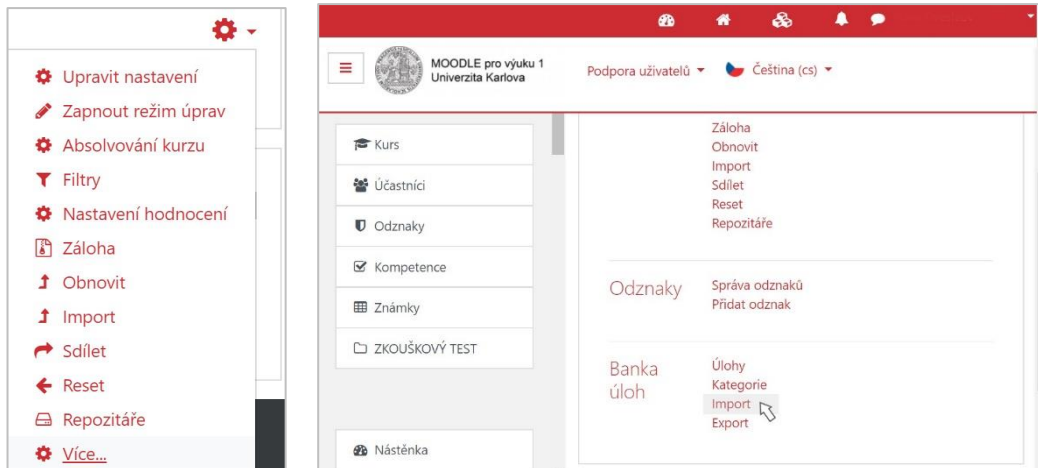 Upravit nastavení
Zapnout režim úprav
Absolvování kurzu
Filtry
Nastavení hodnocení
Záloha
Obnovit
Import
Sdílet
Reset
Repozitáře
Více...
MOODLE pro výuku 1
Univerzita Karlova
Podpora uživatelů
Čeština (cs)
Kurs
Účastníci
Odznaky
Kompetence
Známky
ZKOUŠKOVÝ TEST
Nástěnka
Záloha
Obnovit
Import
Sdílet
Reset
Repozitáře
Odznaky
Správa odznaků
Přidat odznak
Banka
úloh
Úlohy
Kategorie
Import
Export